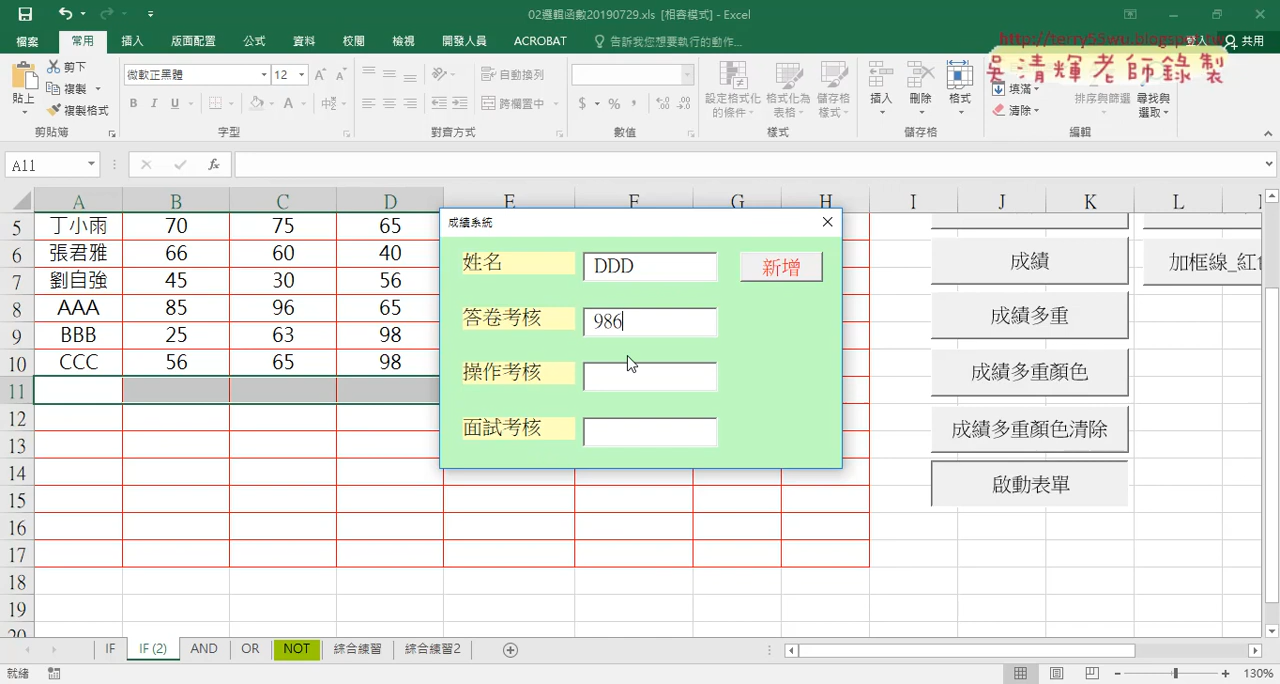 02邏輯函數20190729.xls [相容模式] - Excel
檔案 常用 插入 版面配置 公式 資料 校閱 檢視 開發人員 ACROBAT 告訴我您想要執行的動作... 登入 共用
http://terry55wu.blogspot.tw
吳清輝老師錄製
貼上 剪下 複製 複製格式 剪貼簿
微軟正黑體 12 B I U A 字型
自動換列 跨欄置中 對齊方式
$ % 數值
設定格式化的條件 格式化為表格 儲存格樣式 樣式
插入 刪除 格式 儲存格
填滿 清除 排序與篩選 尋找與選取 編輯
A11 fx
A B C D E F G H I J K L
5 丁小雨 70 75 65
6 張君雅 66 60 40
7 劉自強 45 30 56
8 AAA 85 96 65
9 BBB 25 63 98
10 CCC 56 65 98
11
12
13
14
15
16
17
18
19
20
成績系統
姓名 DDD 新增
答卷考核 986
操作考核
面試考核
成績
加框線_紅
成績多重
成績多重顏色
成績多重顏色清除
啟動表單
IF IF (2) AND OR NOT 綜合練習 綜合練習2
就緒 130%